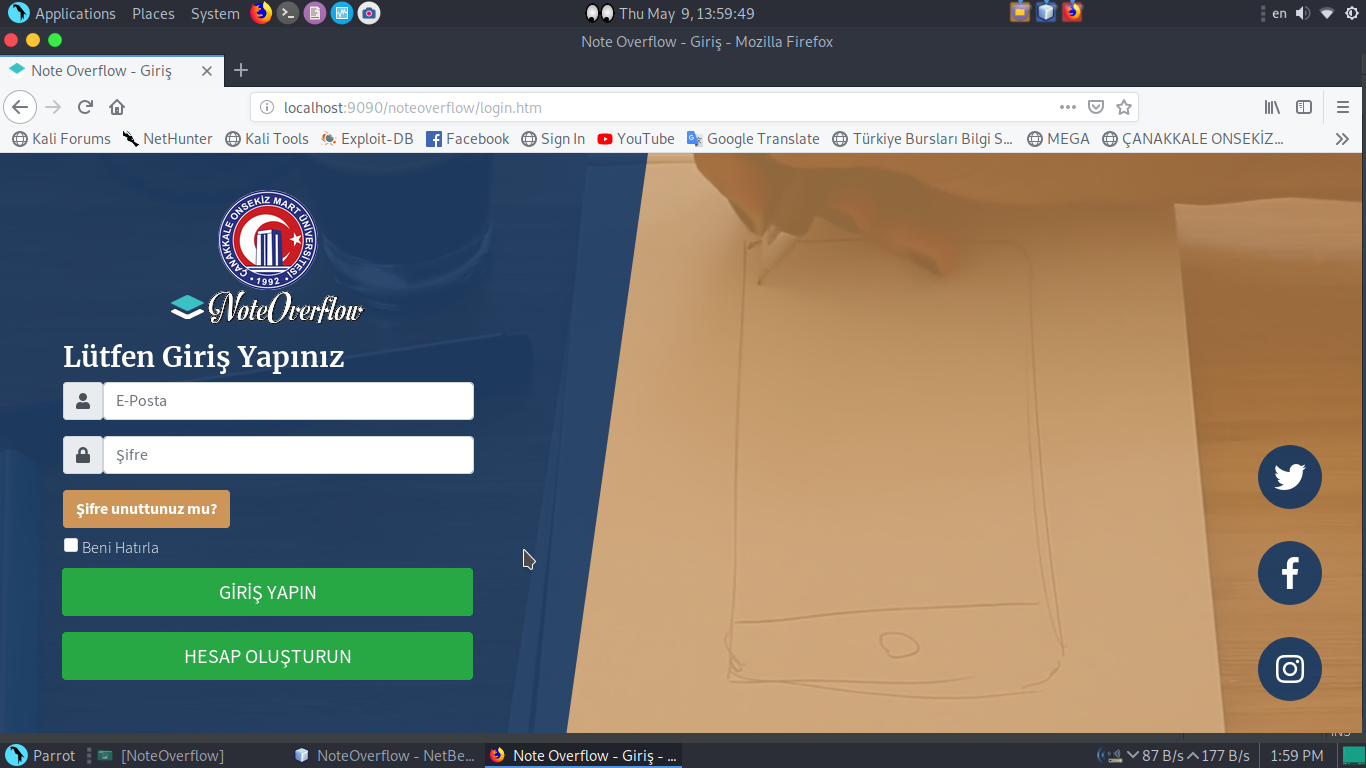 Applications Places System Thu May 9, 13:59:49 en
Note Overflow - Giriş - Mozilla Firefox
Note Overflow - Giriş
localhost:9090/noteoverflow/login.htm
Kali Forums NetHunter Kali Tools Exploit-DB Facebook Sign In YouTube Google Translate Türkiye Bursları Bilgi S... MEGA ÇANAKKALE ONSEKİZ...
ÇANAKKALE ONSEKİZ MART ÜNİVERSİTESİ
• 1992 •
NoteOverflow
Lütfen Giriş Yapınız
E-Posta
Şifre
Şifre unuttunuz mu?
Beni Hatırla
GİRİŞ YAPIN
HESAP OLUŞTURUN
Parrot [NoteOverflow] NoteOverflow - NetBe... Note Overflow - Giriş - ... 87 B/s 177 B/s 1:59 PM